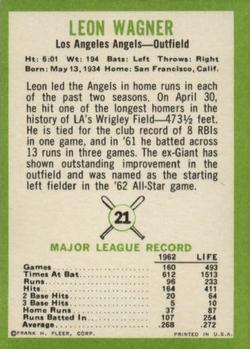 LEON WAGNER
Los Angeles Angels—Outfield
Ht: 6:01 Wt: 194 Bats: Left Throws: Right
Born: May 13, 1934 Home: San Francisco, Calif.
Leon led the Angels in home runs in each
of the past two seasons. On April 30,
he hit one of the longest homers in the
history of LA's Wrigley Field—473½ feet.
He is tied for the club record of 8 RBIs
in one game, and in '61 he batted across
13 runs in three games. The ex-Giant has
shown outstanding improvement in the
outfield and was named as the starting
left fielder in the '62 All-Star game.
21
MAJOR LEAGUE RECORD
1962 LIFE
Games 160 493
Times At Bat 612 1513
Runs 96 233
Hits 164 411
2 Base Hits 20 64
3 Base Hits 5 10
Home Runs 37 87
Runs Batted In 107 254
Average .268 .272
©FRANK H. FLEER, CORP. PRINTED IN U.S.A.